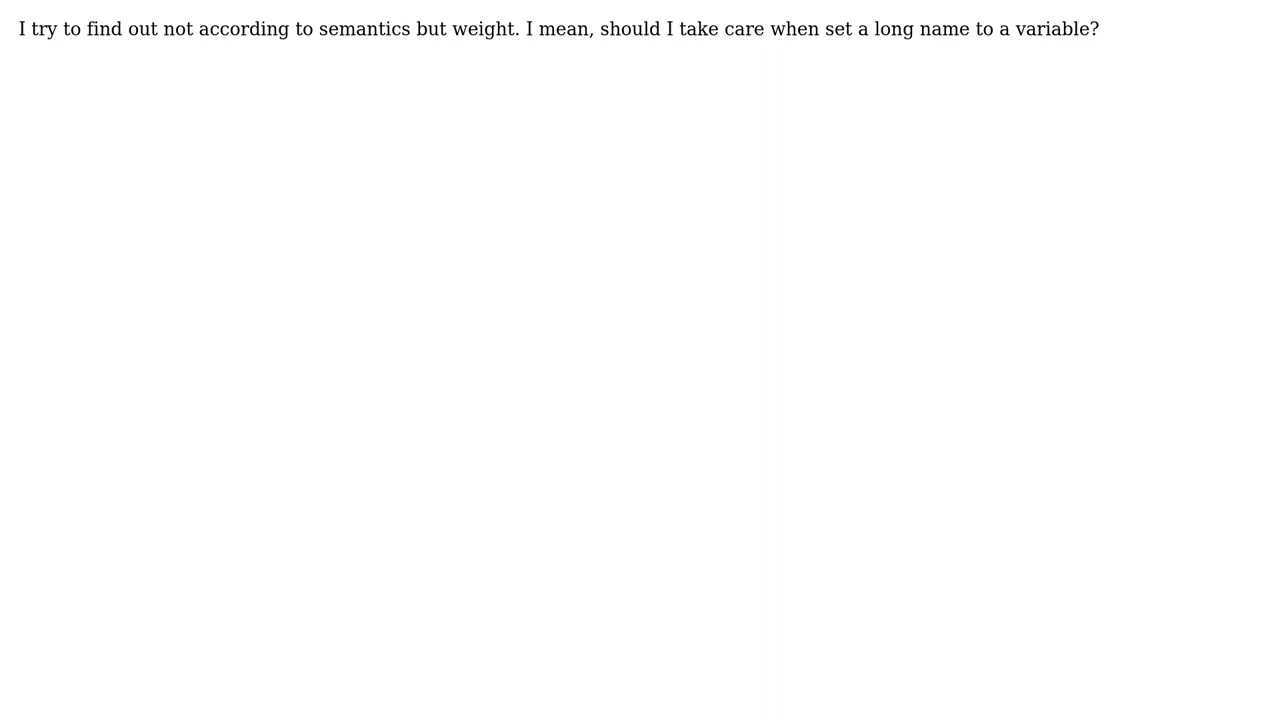 I try to find out not according to semantics but weight. I mean, should I take care when set a long name to a variable?